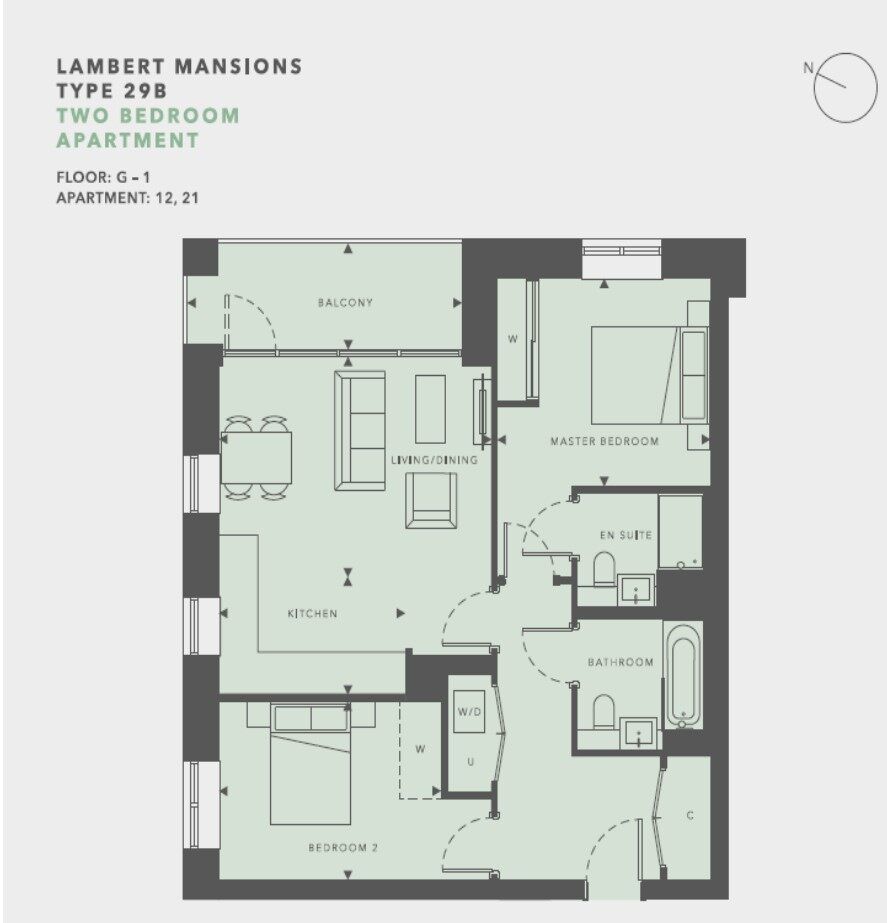 LAMBERT MANSIONS
TYPE 29B
TWO BEDROOM
APARTMENT
FLOOR: G – 1
APARTMENT: 12, 21
N
BALCONY
W
MASTER BEDROOM
LIVING/DINING
EN SUITE
KITCHEN
BATHROOM
W/D
W
U
C
BEDROOM 2